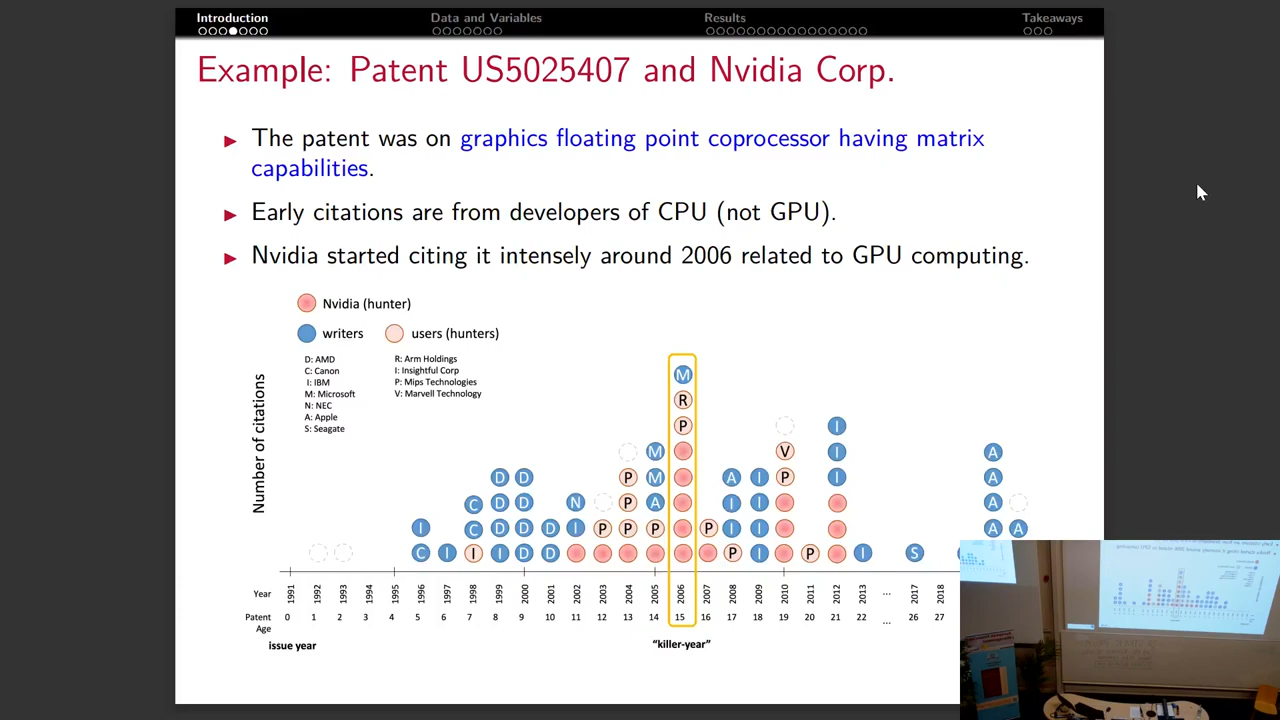 Introduction
Data and Variables
Results
Takeaways
Example: Patent US5025407 and Nvidia Corp.
The patent was on graphics floating point coprocessor having matrix
capabilities.
Early citations are from developers of CPU (not GPU).
Nvidia started citing it intensely around 2006 related to GPU computing.
Nvidia (hunter)
writers
users (hunters)
D: AMD
C: Canon
I: IBM
M: Microsoft
N: NEC
A: Apple
S: Seagate
R: Arm Holdings
I: Insightful Corp
P: Mips Technologies
V: Marvell Technology
Number of citations
M
R
P I
M V I A
P D D M P D A I P I A
C D D N P P A I I I A
I C D D D I P P P P I I A A
C I I I D D P I P I S
Year 1991 1992 1993 1994 1995 1996 1997 1998 1999 2000 2001 2002 2003 2004 2005 2006 2007 2008 2009 2010 2011 2012 2013 ... 2017 2018
Patent Age 0 1 2 3 4 5 6 7 8 9 10 11 12 13 14 15 16 17 18 19 20 21 22 ... 26 27
issue year
"killer-year"